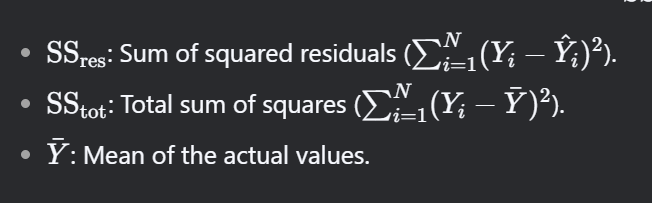 • SS_res: Sum of squared residuals (∑_{i=1}^{N}(Y_i − Ŷ_i)²).
• SS_tot: Total sum of squares (∑_{i=1}^{N}(Y_i − Ȳ)²).
• Ȳ: Mean of the actual values.